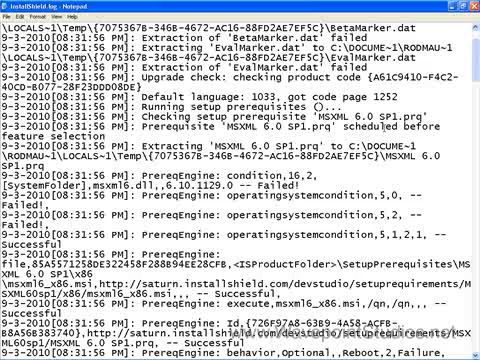 InstallShield.log - Notepad
File Edit Format View Help
\LOCALS~1\Temp\{7075367B-346B-4672-AC16-88FD2AE7EF5C}\BetaMarker.dat
9-3-2010[08:31:56 PM]: Extraction of 'BetaMarker.dat' failed
9-3-2010[08:31:56 PM]: Extracting 'EvalMarker.dat' to C:\DOCUME~1\RODMAU~1
\LOCALS~1\Temp\{7075367B-346B-4672-AC16-88FD2AE7EF5C}\EvalMarker.dat
9-3-2010[08:31:56 PM]: Extraction of 'EvalMarker.dat' failed
9-3-2010[08:31:56 PM]: Upgrade check: checking product code {A61C9410-F4C2-
40CD-B077-28F23DDD08DE}
9-3-2010[08:31:56 PM]: Default language: 1033, got code page 1252
9-3-2010[08:31:56 PM]: Running setup prerequisites ()...
9-3-2010[08:31:56 PM]: Checking setup prerequisite 'MSXML 6.0 SP1.prq'
9-3-2010[08:31:56 PM]: Prerequisite 'MSXML 6.0 SP1.prq' scheduled before
feature selection
9-3-2010[08:31:56 PM]: Extracting 'MSXML 6.0 SP1.prq' to C:\DOCUME~1
\RODMAU~1\LOCALS~1\Temp\{7075367B-346B-4672-AC16-88FD2AE7EF5C}\MSXML 6.0
SP1.prq
9-3-2010[08:31:56 PM]: PrereqEngine: condition,16,2,
[SystemFolder],msxml6.dll,,6.10.1129.0 -- Failed!
9-3-2010[08:31:56 PM]: PrereqEngine: operatingsystemcondition,5,0, --
Failed!,
9-3-2010[08:31:56 PM]: PrereqEngine: operatingsystemcondition,5,2, --
Failed!,
9-3-2010[08:31:56 PM]: PrereqEngine: operatingsystemcondition,5,1,2,1, --
Successful
9-3-2010[08:31:56 PM]: PrereqEngine:
file,85A5571258DE322458F288B94EE28CFB,<ISProductFolder>\SetupPrerequisites\MS
XML 6.0 SP1\x86
\msxml6_x86.msi,http://saturn.installshield.com/devstudio/setuprequirements/M
SXML60sp1/x86/msxml6_x86.msi,,, -- Successful,
9-3-2010[08:31:56 PM]: PrereqEngine: execute,msxml6_x86.msi,/qn,/qn,,, --
Successful
9-3-2010[08:31:56 PM]: PrereqEngine: Id,{726F97A8-63B9-4A58-ACFB-
B8A56E383740},http://saturn.installshield.com/devstudio/setuprequirements/MS
XML60sp1/MSXML 6.0 SP1.prq, -- Successful,
9-3-2010[08:31:56 PM]: PrereqEngine: behavior,Optional,,Reboot,2,Failure,